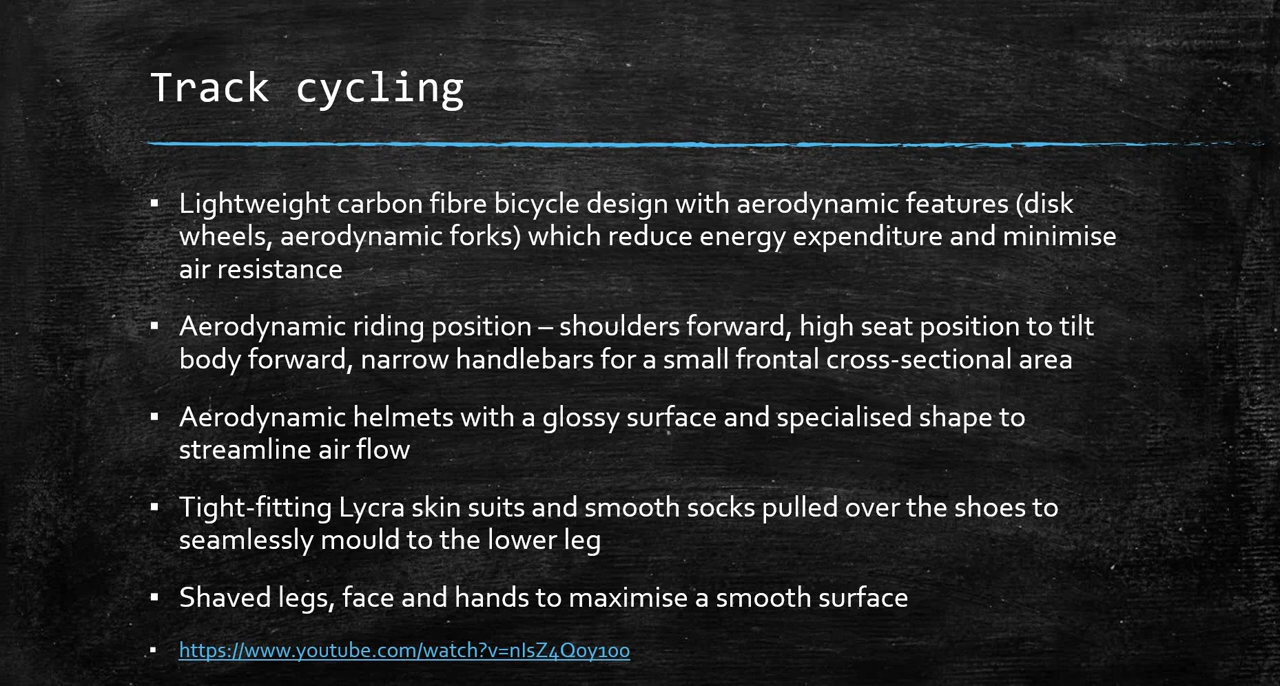 Track cycling
▪ Lightweight carbon fibre bicycle design with aerodynamic features (disk
wheels, aerodynamic forks) which reduce energy expenditure and minimise
air resistance
▪ Aerodynamic riding position – shoulders forward, high seat position to tilt
body forward, narrow handlebars for a small frontal cross-sectional area
▪ Aerodynamic helmets with a glossy surface and specialised shape to
streamline air flow
▪ Tight-fitting Lycra skin suits and smooth socks pulled over the shoes to
seamlessly mould to the lower leg
▪ Shaved legs, face and hands to maximise a smooth surface
▪ https://www.youtube.com/watch?v=nIsZ4Qoy100